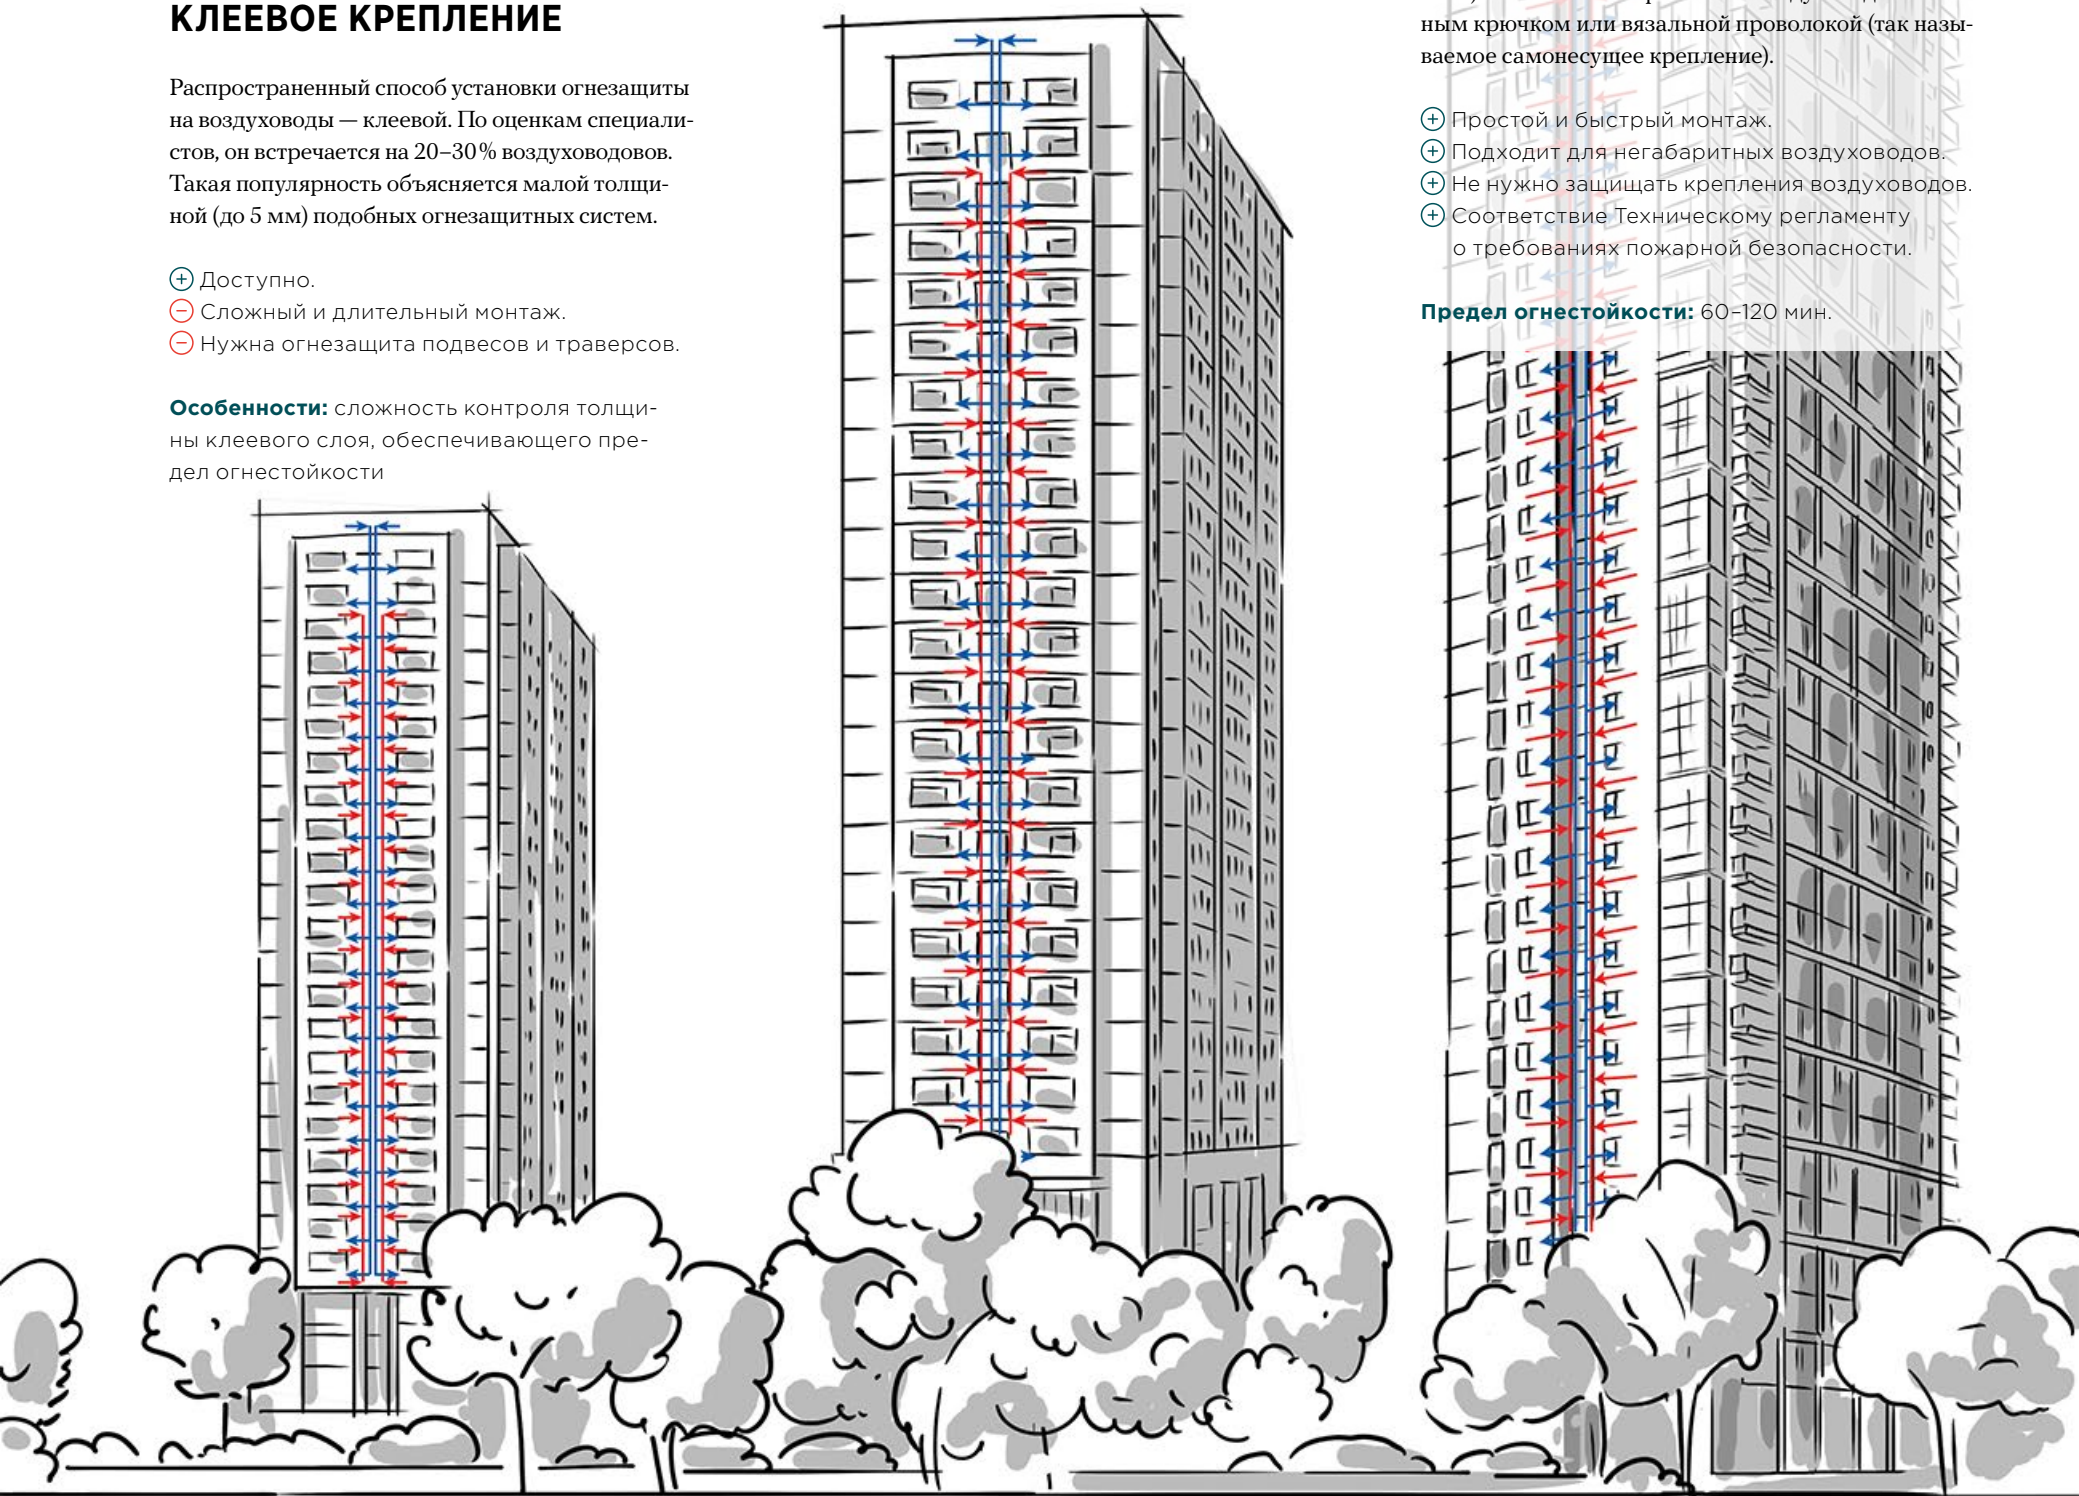 КЛЕЕВОЕ КРЕПЛЕНИЕ
Распространенный способ установки огнезащиты
на воздуховоды — клеевой. По оценкам специали-
стов, он встречается на 20–30% воздуховодовов.
Такая популярность объясняется малой толщи-
ной (до 5 мм) подобных огнезащитных систем.
+ Доступно.
− Сложный и длительный монтаж.
− Нужна огнезащита подвесов и траверсов.
Особенности: сложность контроля толщи-
ны клеевого слоя, обеспечивающего пре-
дел огнестойкости
ным крючком или вязальной проволокой (так назы-
ваемое самонесущее крепление).
+ Простой и быстрый монтаж.
+ Подходит для негабаритных воздуховодов.
+ Не нужно защищать крепления воздуховодов.
+ Соответствие Техническому регламенту
о требованиях пожарной безопасности.
Предел огнестойкости: 60–120 мин.